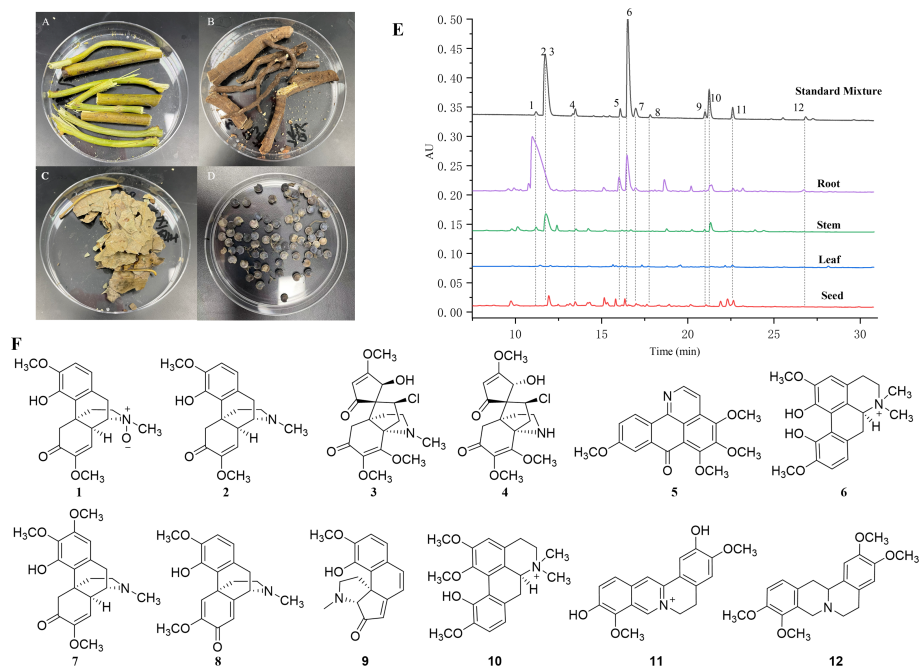 A
B
C
D
E
0.50
0.45
0.40
0.35
0.30
0.25
0.20
0.15
0.10
0.05
0.00
AU
1
2 3
4
5
6
7
8
9
10
11
12
Standard Mixture
Root
Stem
Leaf
Seed
10
15
20
25
30
Time (min)
F
H₃CO
HO
N
+
O
−
CH₃
H
O
OCH₃
1
H₃CO
HO
N
CH₃
H
O
OCH₃
2
OCH₃
OH
O
Cl
N
CH₃
O
OCH₃
OCH₃
3
OCH₃
OH
O
Cl
NH
O
OCH₃
OCH₃
4
N
OCH₃
OCH₃
OCH₃
H₃CO
O
5
H₃CO
HO
HO
H₃CO
N
CH₃
CH₃
+
H
6
OCH₃
H₃CO
HO
N
CH₃
H
O
OCH₃
7
H₃CO
HO
N
CH₃
H₃CO
O
8
H₃CO
HO
N
O
9
H₃CO
H₃CO
HO
H₃CO
N
CH₃
CH₃
+
H
10
OH
OCH₃
N
+
HO
OCH₃
11
OCH₃
OCH₃
N
H₃CO
OCH₃
12